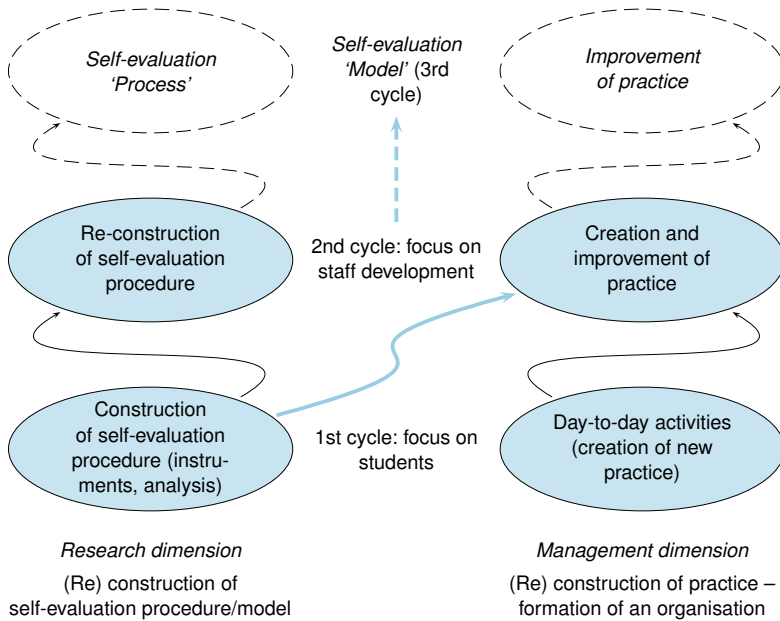 Self-evaluation
‘Process’
Self-evaluation
‘Model’ (3rd
cycle)
Improvement
of practice
Re-construction
of self-evaluation
procedure
2nd cycle: focus on
staff development
Creation and
improvement of
practice
Construction
of self-evaluation
procedure (instru-
ments, analysis)
1st cycle: focus on
students
Day-to-day activities
(creation of new
practice)
Research dimension
(Re) construction of
self-evaluation procedure/model
Management dimension
(Re) construction of practice –
formation of an organisation